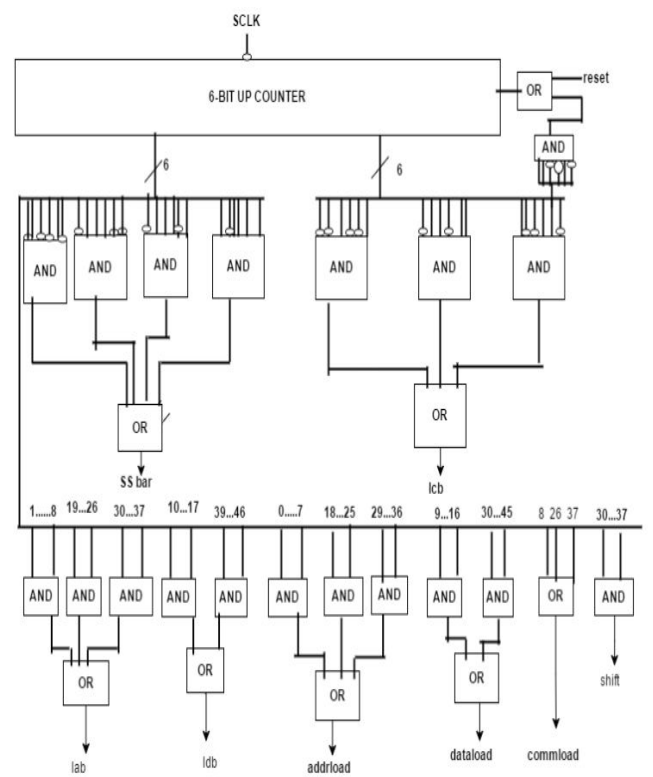 SCLK
6-BIT UP COUNTER
OR
reset
AND
6
6
AND AND AND AND AND AND AND
OR
OR
SS bar
lcb
1......8 19...26 30...37 10...17 39...46 0....7 18...25 29...36 9...16 30...45 8 26 37 30...37
AND AND AND AND AND AND AND AND AND AND OR AND
OR OR OR OR
shift
lab ldb addrload dataload commload